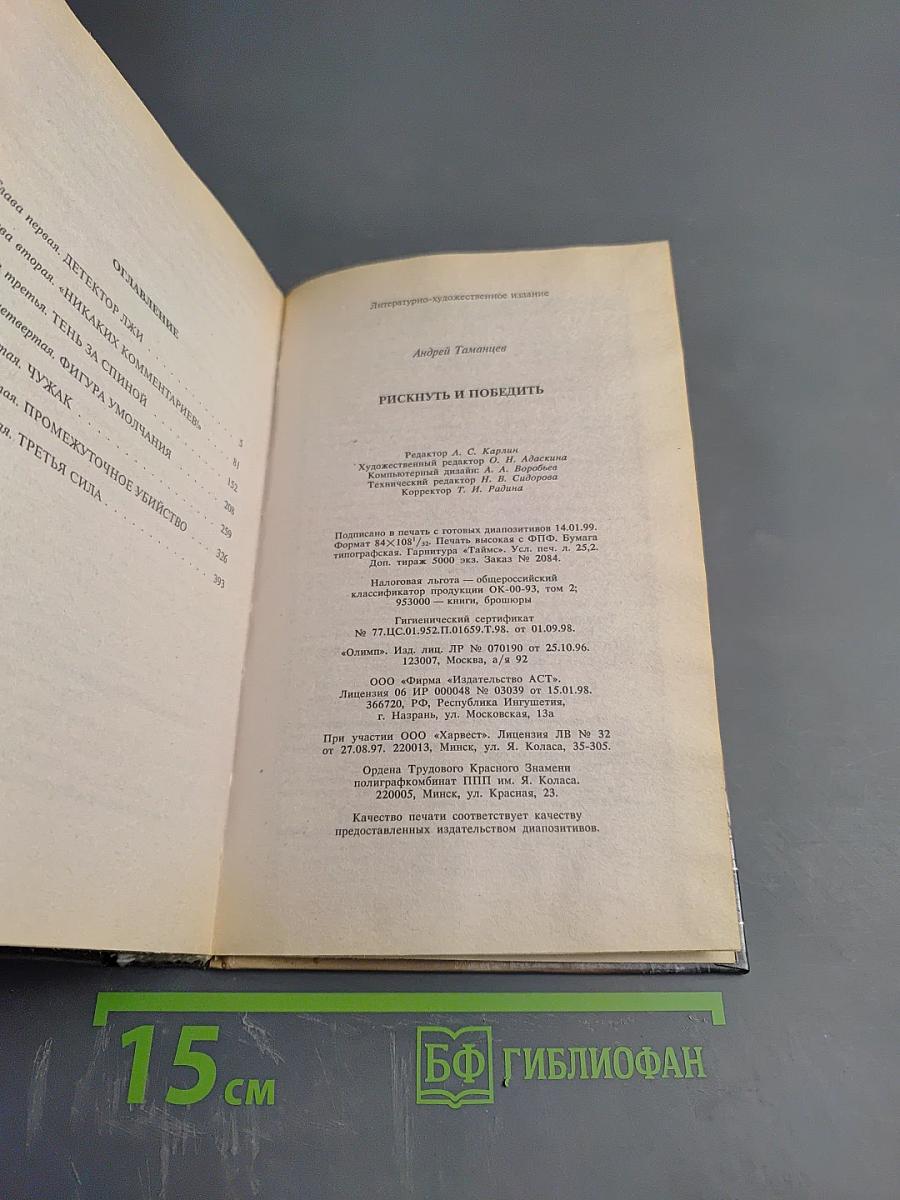 ОГЛАВЛЕНИЕ
Глава первая. ДЕТЕКТОР ЛЖИ . . . . 5
вторая. «НИКАКИХ КОММЕНТАРИЕВ» . . 81
третья. ТЕНЬ ЗА СПИНОЙ . . . . 152
четвертая. ФИГУРА УМОЛЧАНИЯ . . . . 208
ЧУЖАК . . . . 259
ПРОМЕЖУТОЧНОЕ УБИЙСТВО . . . . 326
ТРЕТЬЯ СИЛА . . . . 393
Литературно-художественное издание
Андрей Таманцев
РИСКНУТЬ И ПОБЕДИТЬ
Редактор А. С. Карлин
Художественный редактор О. Н. Адаскина
Компьютерный дизайн: А. А. Воробьев
Технический редактор Н. В. Сидорова
Корректор Т. И. Радина
Подписано в печать с готовых диапозитивов 14.01.99.
Формат 84×108¹/₃₂. Печать высокая с ФПФ. Бумага
типографская. Гарнитура «Таймс». Усл. печ. л. 25,2.
Доп. тираж 5000 экз. Заказ № 2084.
Налоговая льгота — общероссийский
классификатор продукции ОК-00-93, том 2;
953000 — книги, брошюры
Гигиенический сертификат
№ 77.ЦС.01.952.П.01659.Т.98. от 01.09.98.
«Олимп». Изд. лиц. ЛР № 070190 от 25.10.96.
123007, Москва, а/я 92
ООО «Фирма «Издательство АСТ».
Лицензия 06 ИР 000048 № 03039 от 15.01.98.
366720, РФ, Республика Ингушетия,
г. Назрань, ул. Московская, 13а
При участии ООО «Харвест». Лицензия ЛВ № 32
от 27.08.97. 220013, Минск, ул. Я. Коласа, 35-305.
Ордена Трудового Красного Знамени
полиграфкомбинат ППП им. Я. Коласа.
220005, Минск, ул. Красная, 23.
Качество печати соответствует качеству
предоставленных издательством диапозитивов.
15 см
БФ ГИБЛИОФАН